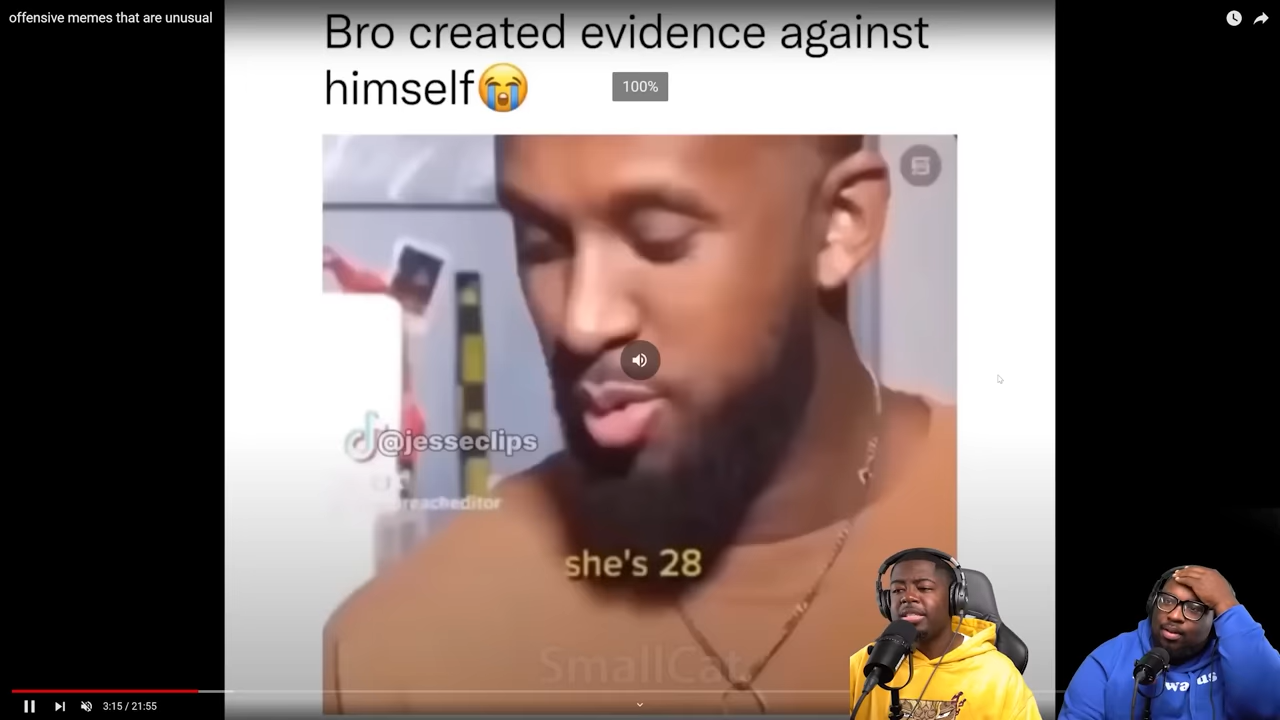 offensive memes that are unusual
Bro created evidence against
himself😭
100%
@jesseclips
she's 28
SmallCat
3:15 / 21:55